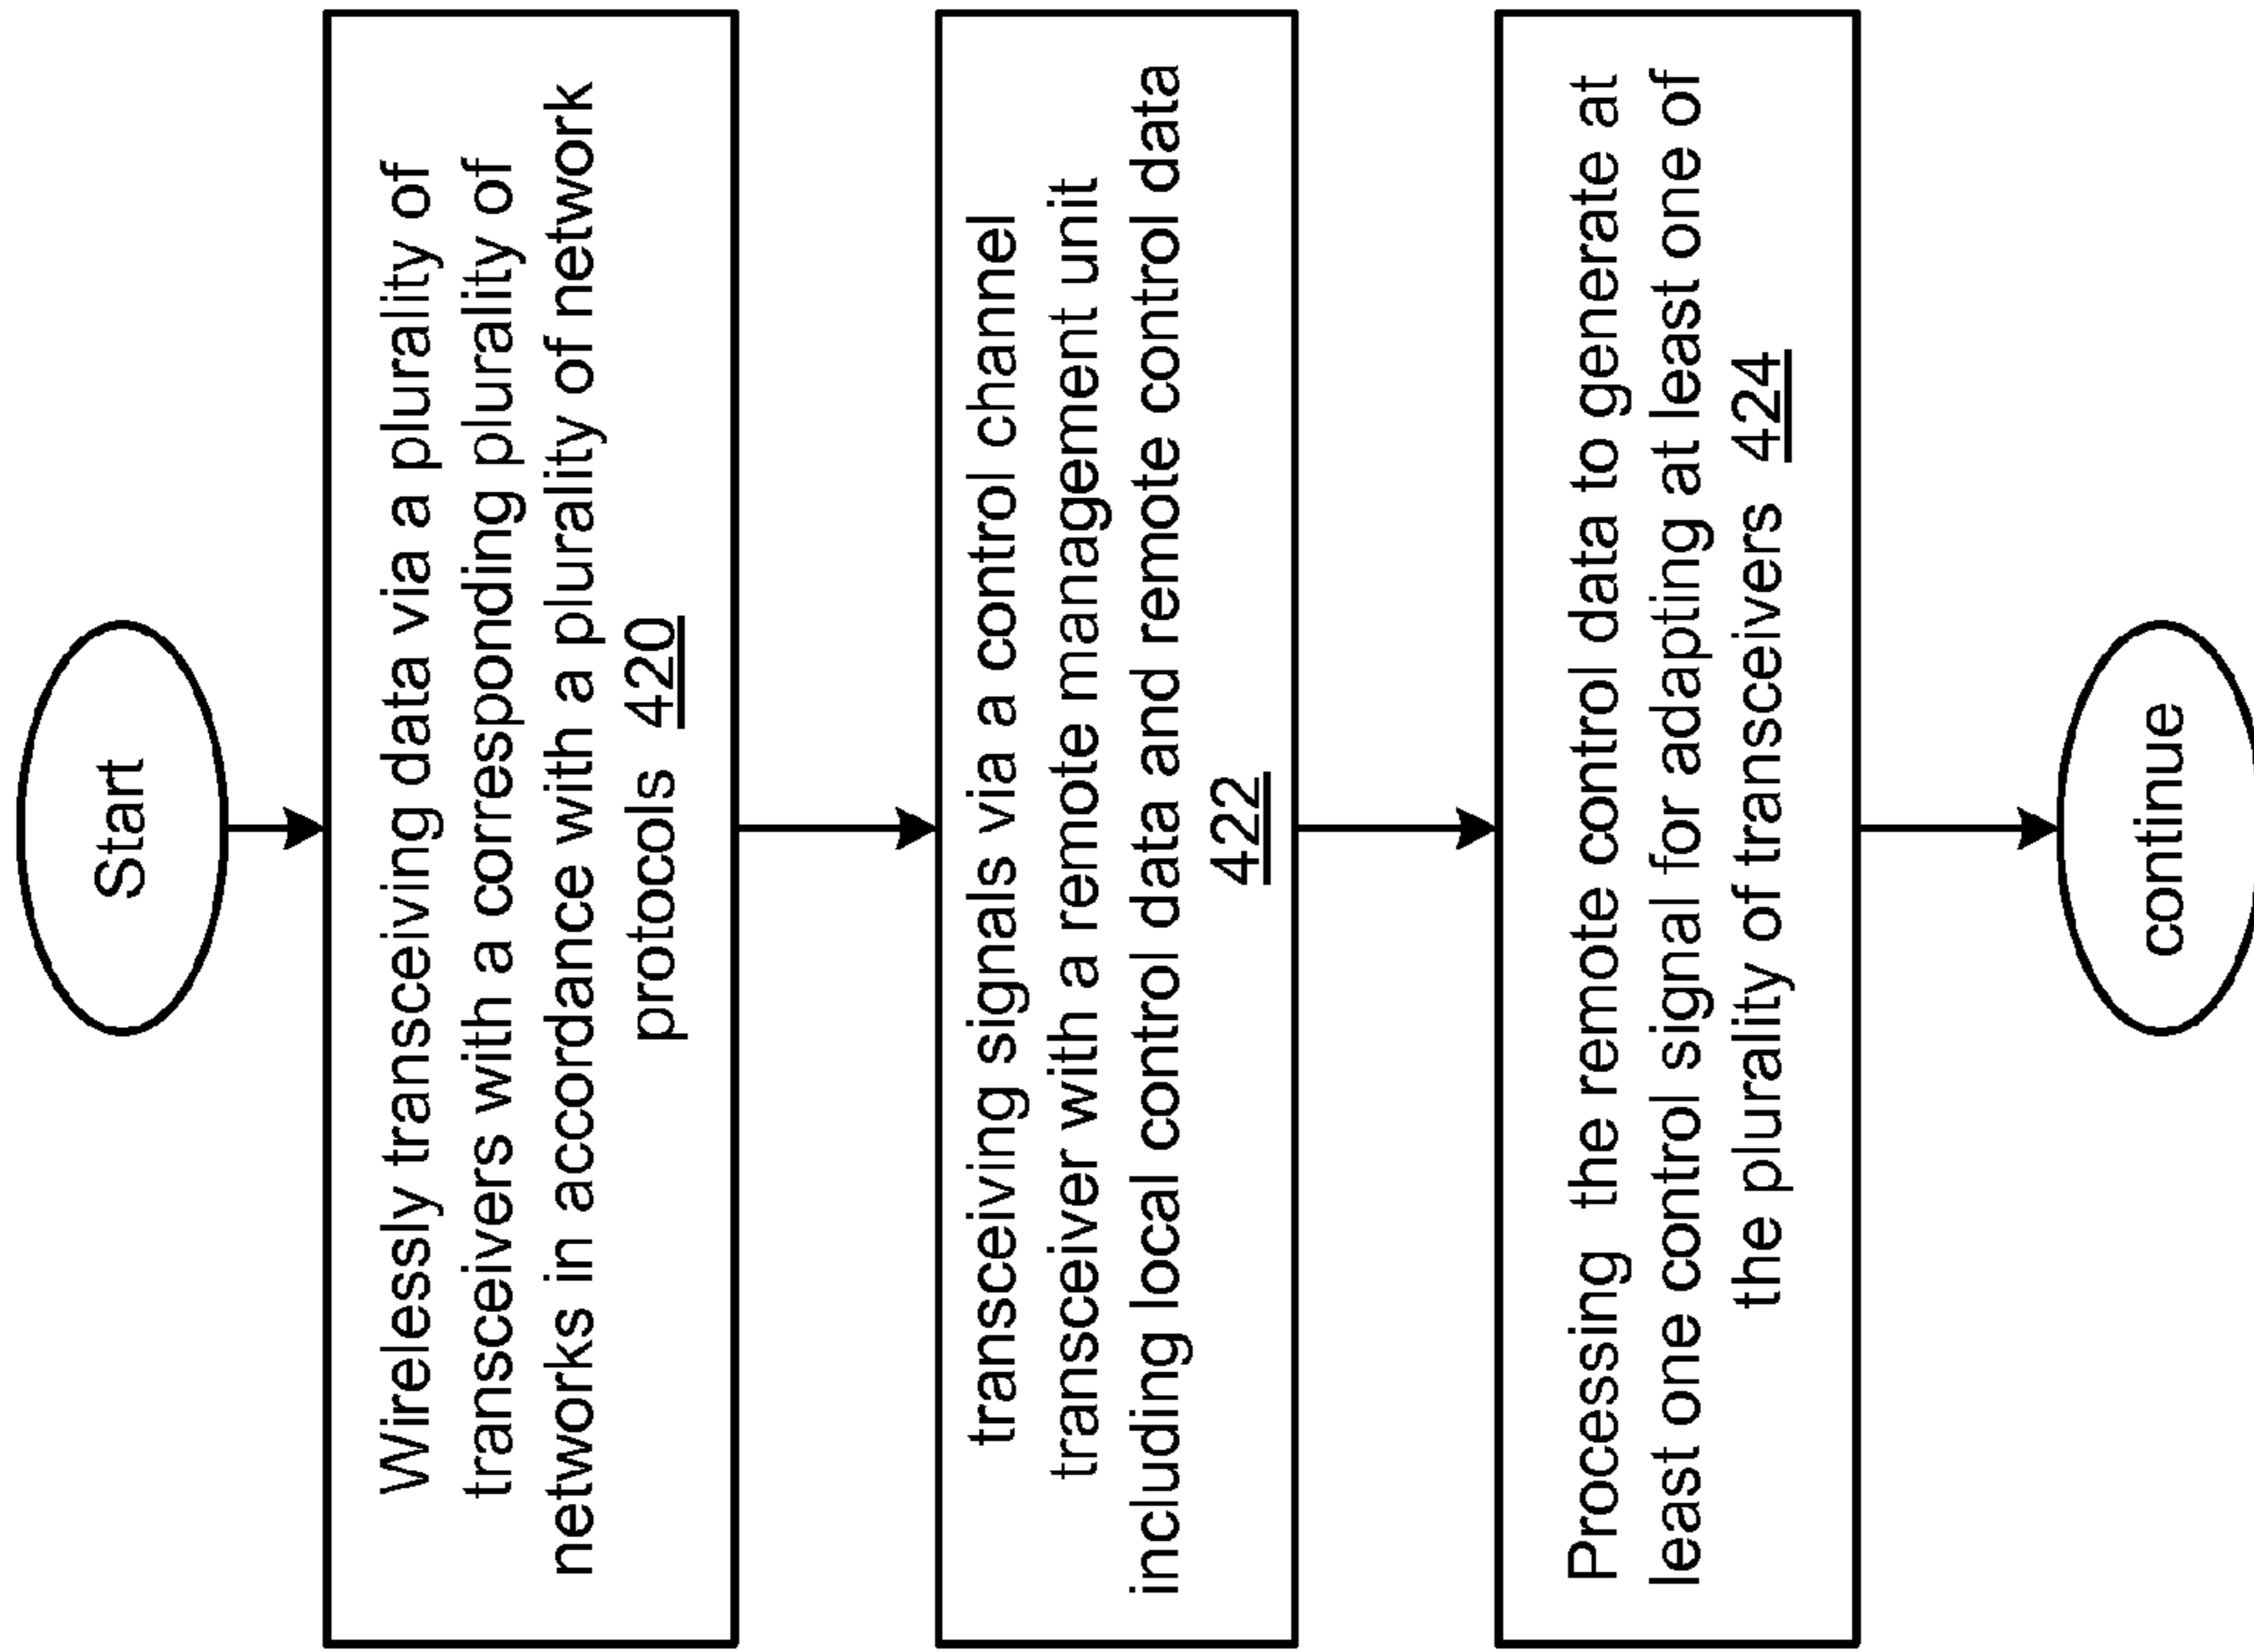 Start
Wirelessly transceiving data via a plurality of
transceivers with a corresponding plurality of
networks in accordance with a plurality of network
protocols 420
transceiving signals via a control channel
transceiver with a remote management unit
including local control data and remote control data
422
Processing the remote control data to generate at
least one control signal for adapting at least one of
the plurality of transceivers 424
continue